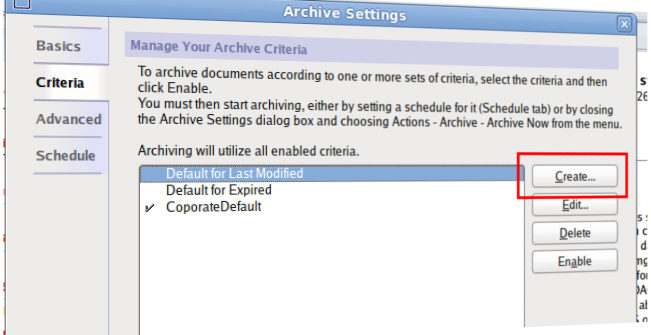 Archive Settings
Basics
Criteria
Advanced
Schedule
Manage Your Archive Criteria
To archive documents according to one or more sets of criteria, select the criteria and then
click Enable.
You must then start archiving, either by setting a schedule for it (Schedule tab) or by closing
the Archive Settings dialog box and choosing Actions - Archive - Archive Now from the menu.
Archiving will utilize all enabled criteria.
Default for Last Modified
Default for Expired
✔ CoporateDefault
Create...
Edit...
Delete
Enable